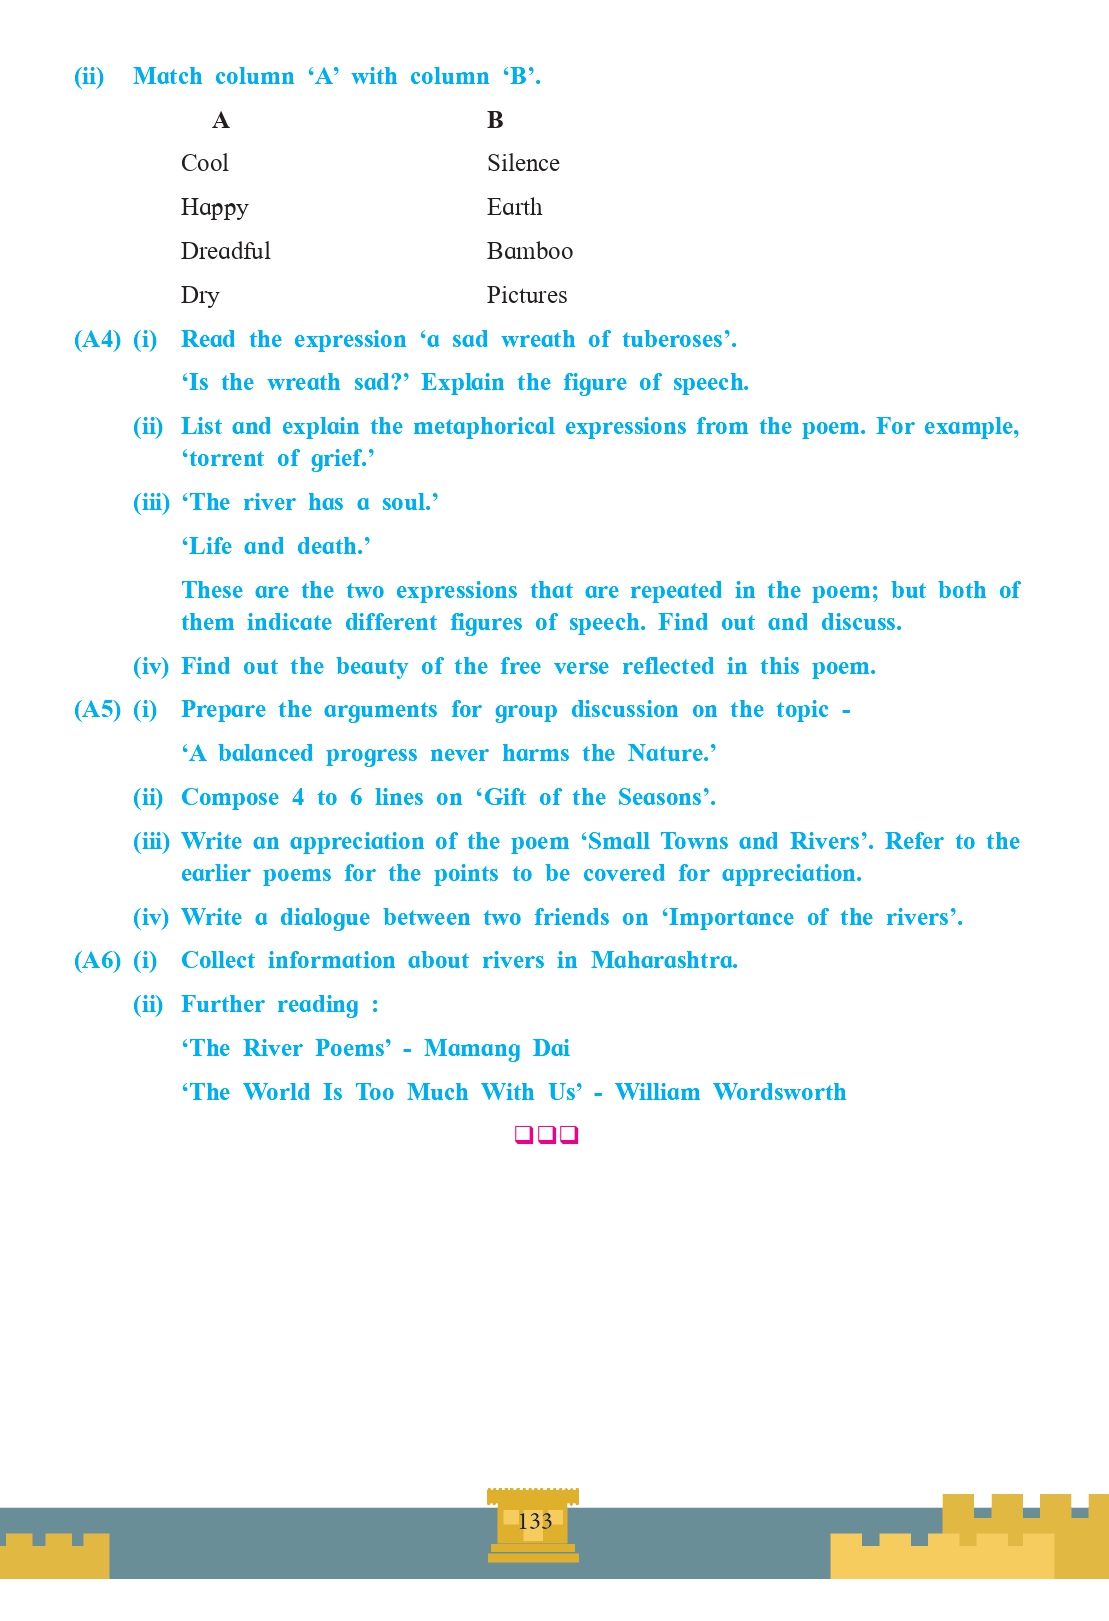 (ii) Match column ‘A’ with column ‘B’.
A B
Cool Silence
Happy Earth
Dreadful Bamboo
Dry Pictures
(A4) (i) Read the expression ‘a sad wreath of tuberoses’.
‘Is the wreath sad?’ Explain the figure of speech.
(ii) List and explain the metaphorical expressions from the poem. For example,
‘torrent of grief.’
(iii) ‘The river has a soul.’
‘Life and death.’
These are the two expressions that are repeated in the poem; but both of
them indicate different figures of speech. Find out and discuss.
(iv) Find out the beauty of the free verse reflected in this poem.
(A5) (i) Prepare the arguments for group discussion on the topic -
‘A balanced progress never harms the Nature.’
(ii) Compose 4 to 6 lines on ‘Gift of the Seasons’.
(iii) Write an appreciation of the poem ‘Small Towns and Rivers’. Refer to the
earlier poems for the points to be covered for appreciation.
(iv) Write a dialogue between two friends on ‘Importance of the rivers’.
(A6) (i) Collect information about rivers in Maharashtra.
(ii) Further reading :
‘The River Poems’ - Mamang Dai
‘The World Is Too Much With Us’ - William Wordsworth
133